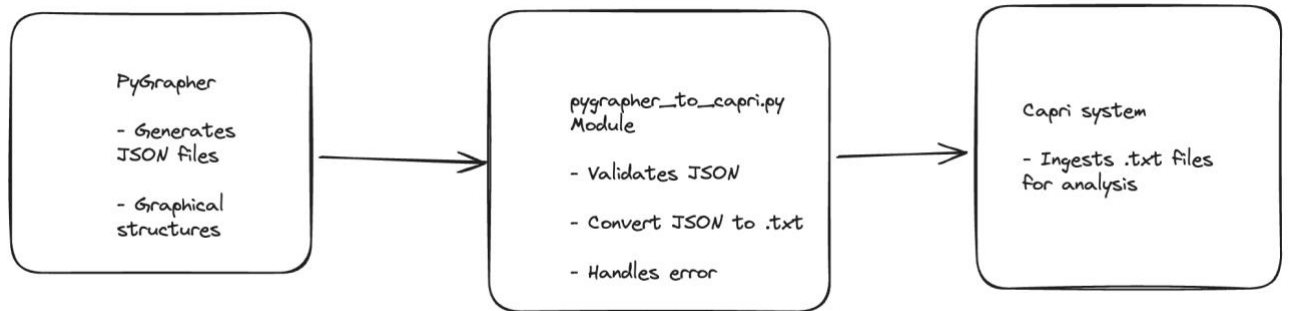 PyGrapher
- Generates
JSON files
- Graphical
structures
pygrapher_to_capri.py
Module
- Validates JSON
- Convert JSON to .txt
- Handles error
Capri system
- Ingests .txt files
for analysis